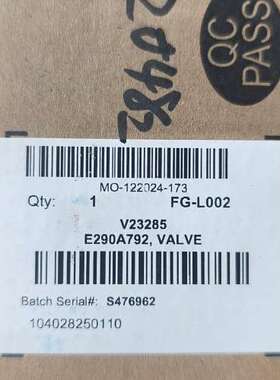 QC
PASS
MO-122024-173
Qty: 1 FG-L002
V23285
E290A792, VALVE
Batch Serial#: S476962
104028250110